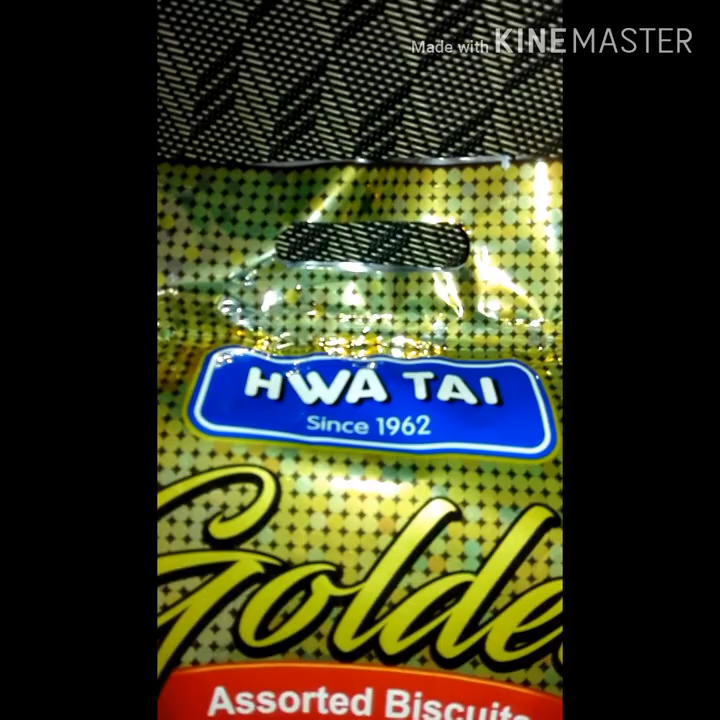 Made with KINEMASTER
HWA TAI
Since 1962
Golde
Assorted Biscuits